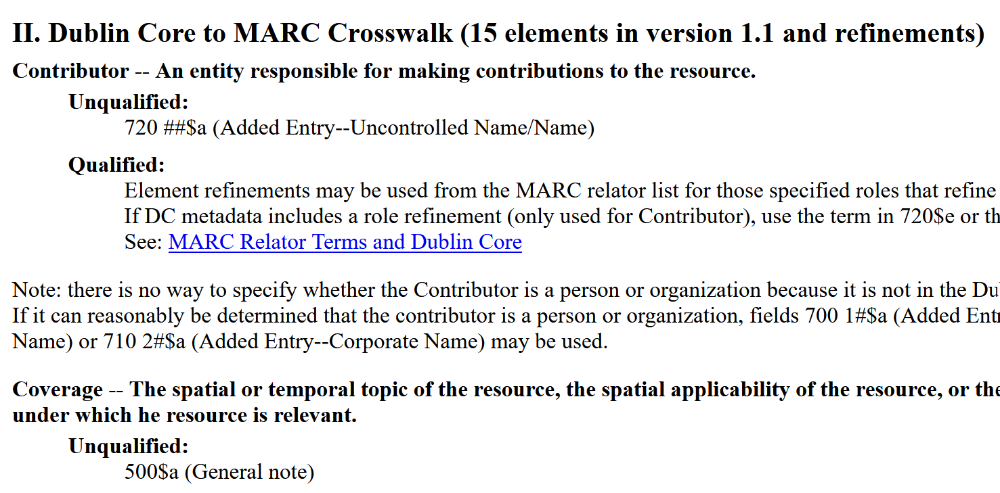 II. Dublin Core to MARC Crosswalk (15 elements in version 1.1 and refinements)
Contributor -- An entity responsible for making contributions to the resource.
Unqualified:
720 ##$a (Added Entry--Uncontrolled Name/Name)
Qualified:
Element refinements may be used from the MARC relator list for those specified roles that refine
If DC metadata includes a role refinement (only used for Contributor), use the term in 720$e or th
See: MARC Relator Terms and Dublin Core
Note: there is no way to specify whether the Contributor is a person or organization because it is not in the Du
If it can reasonably be determined that the contributor is a person or organization, fields 700 1#$a (Added Ent
Name) or 710 2#$a (Added Entry--Corporate Name) may be used.
Coverage -- The spatial or temporal topic of the resource, the spatial applicability of the resource, or the
under which he resource is relevant.
Unqualified:
500$a (General note)